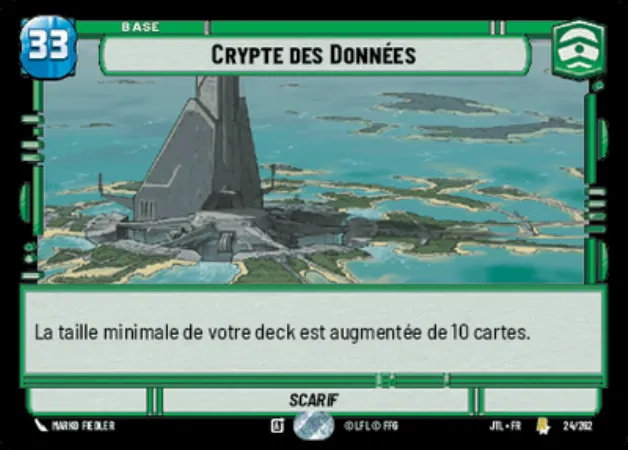 BASE
33
CRYPTE DES DONNÉES
La taille minimale de votre deck est augmentée de 10 cartes.
SCARIF
MARKO FIEDLER
A
© LFL © FFG
JTL • FR
24/262